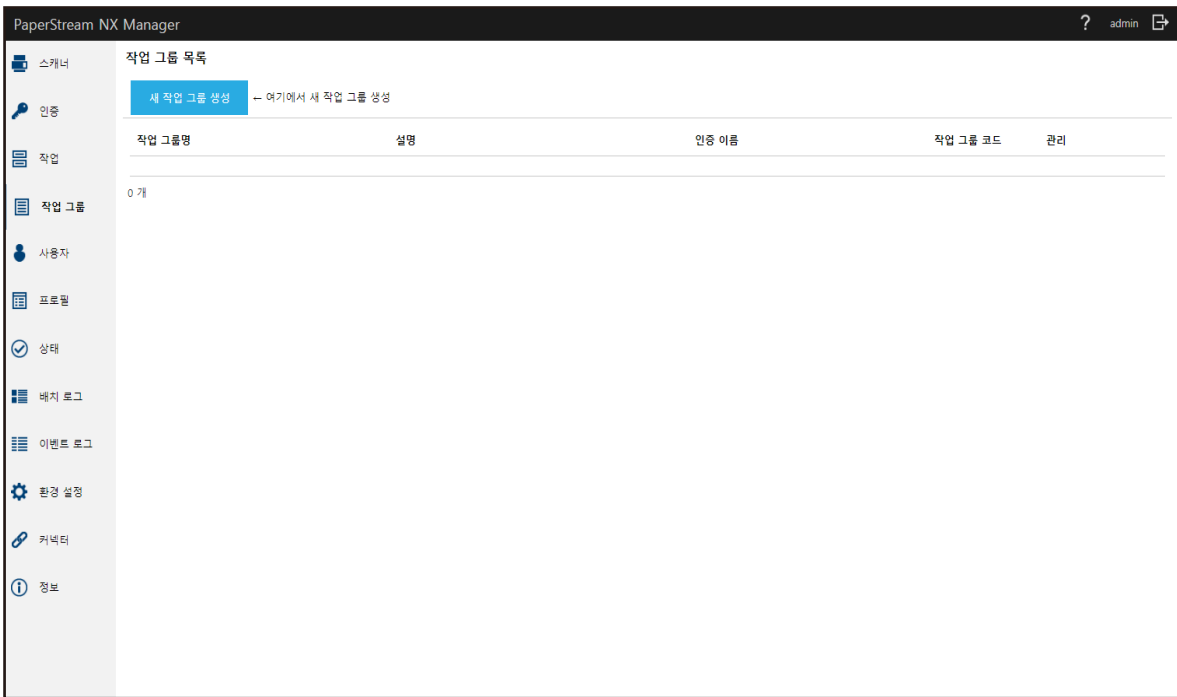 PaperStream NX Manager
? admin
스캐너
인증
작업
작업 그룹
사용자
프로필
상태
배치 로그
이벤트 로그
환경 설정
커넥터
정보
작업 그룹 목록
새 작업 그룹 생성 ← 여기에서 새 작업 그룹 생성
작업 그룹명 설명 인증 이름 작업 그룹 코드 관리
0 개